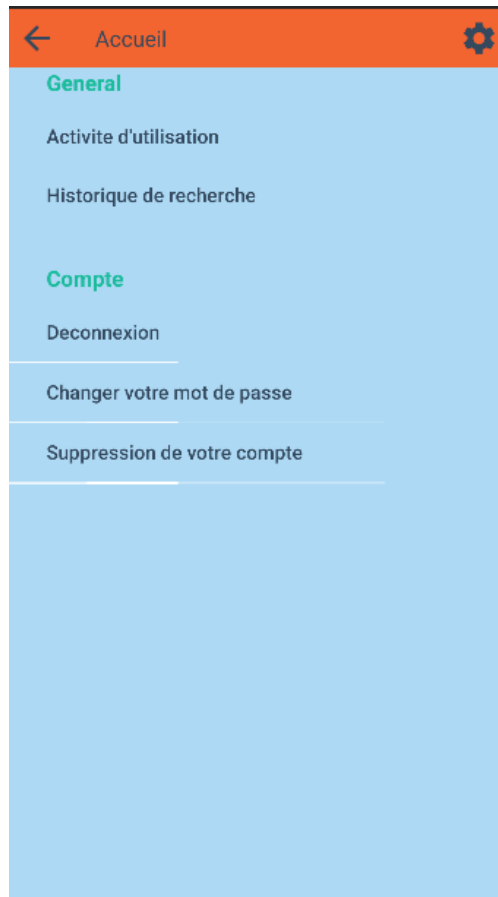 Accueil
General
Activite d'utilisation
Historique de recherche
Compte
Deconnexion
Changer votre mot de passe
Suppression de votre compte